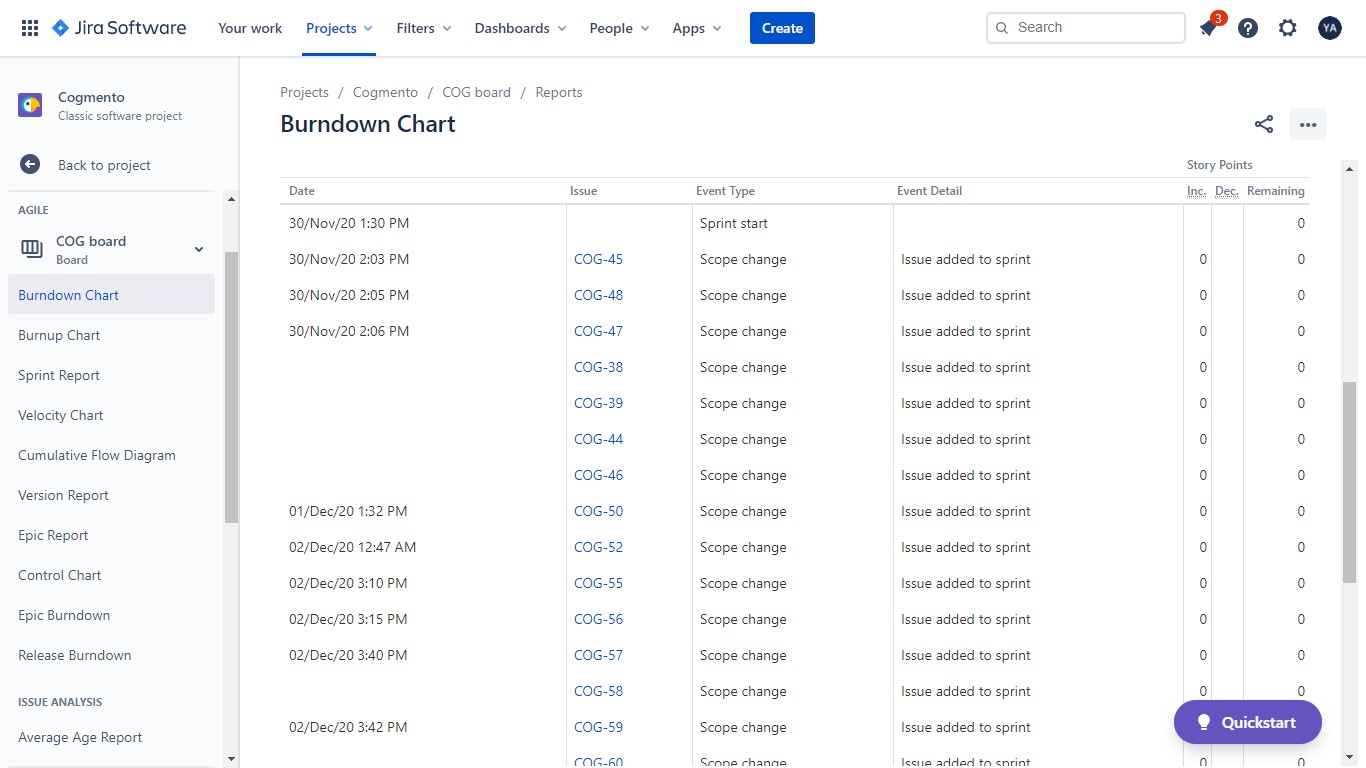 Jira Software Your work Projects Filters Dashboards People Apps Create Search 3 YA
Cogmento
Classic software project
Back to project
AGILE
COG board
Board
Burndown Chart
Burnup Chart
Sprint Report
Velocity Chart
Cumulative Flow Diagram
Version Report
Epic Report
Control Chart
Epic Burndown
Release Burndown
ISSUE ANALYSIS
Average Age Report
Projects / Cogmento / COG board / Reports
Burndown Chart
Story Points
Date Issue Event Type Event Detail Inc. Dec. Remaining
30/Nov/20 1:30 PM Sprint start 0
30/Nov/20 2:03 PM COG-45 Scope change Issue added to sprint 0 0
30/Nov/20 2:05 PM COG-48 Scope change Issue added to sprint 0 0
30/Nov/20 2:06 PM COG-47 Scope change Issue added to sprint 0 0
COG-38 Scope change Issue added to sprint 0 0
COG-39 Scope change Issue added to sprint 0 0
COG-44 Scope change Issue added to sprint 0 0
COG-46 Scope change Issue added to sprint 0 0
01/Dec/20 1:32 PM COG-50 Scope change Issue added to sprint 0 0
02/Dec/20 12:47 AM COG-52 Scope change Issue added to sprint 0 0
02/Dec/20 3:10 PM COG-55 Scope change Issue added to sprint 0 0
02/Dec/20 3:15 PM COG-56 Scope change Issue added to sprint 0 0
02/Dec/20 3:40 PM COG-57 Scope change Issue added to sprint 0 0
COG-58 Scope change Issue added to sprint 0 0
02/Dec/20 3:42 PM COG-59 Scope change Issue added to sprint
COG-60 Scope change Issue added to sprint
Quickstart